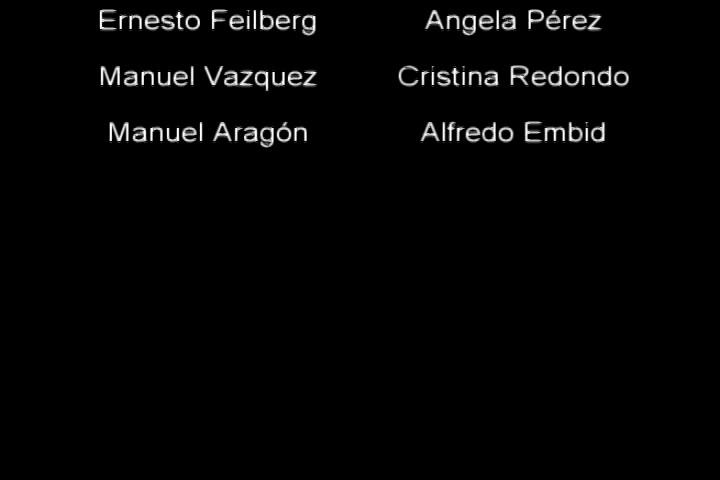 Ernesto Feilberg Angela Pérez
Manuel Vazquez Cristina Redondo
Manuel Aragón Alfredo Embid